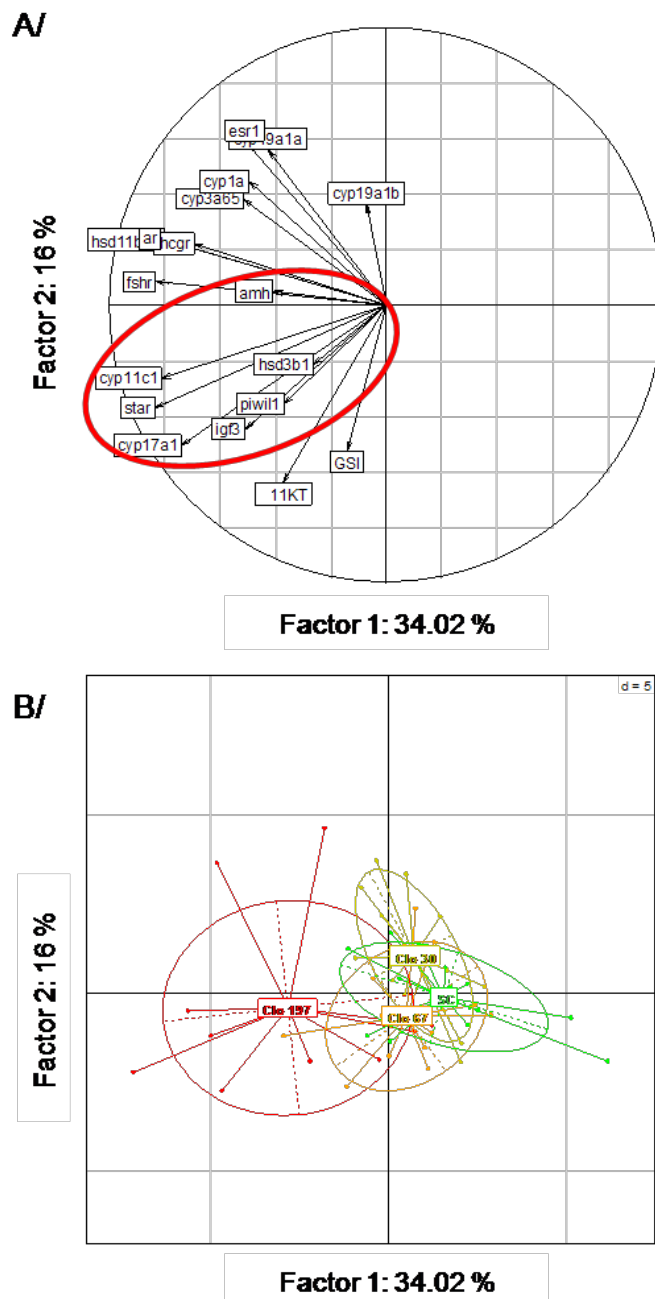 A/
esr1
cyp19a1a
cyp1a
cyp3a65
cyp19a1b
hsd11b
ar
hcgr
fshr
amh
hsd3b1
cyp11c1
star
piwil1
igf3
cyp17a1
GSI
11KT
Factor 2: 16 %
Factor 1: 34.02 %
B/
d = 5
Clo 30
SC
Clo 197
Clo 67
Factor 2: 16 %
Factor 1: 34.02 %